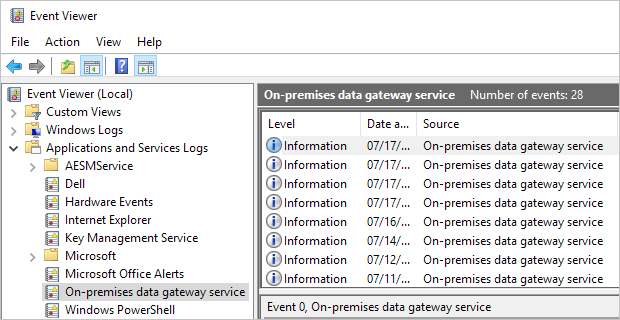 Event Viewer
File Action View Help
Event Viewer (Local)
Custom Views
Windows Logs
Applications and Services Logs
AESMService
Dell
Hardware Events
Internet Explorer
Key Management Service
Microsoft
Microsoft Office Alerts
On-premises data gateway service
Windows PowerShell
On-premises data gateway service Number of events: 28
Level Date a... Source
Information 07/17/... On-premises data gateway service
Information 07/17/... On-premises data gateway service
Information 07/17/... On-premises data gateway service
Information 07/17/... On-premises data gateway service
Information 07/16/... On-premises data gateway service
Information 07/14/... On-premises data gateway service
Information 07/12/... On-premises data gateway service
Information 07/11/... On-premises data gateway service
Event 0, On-premises data gateway service